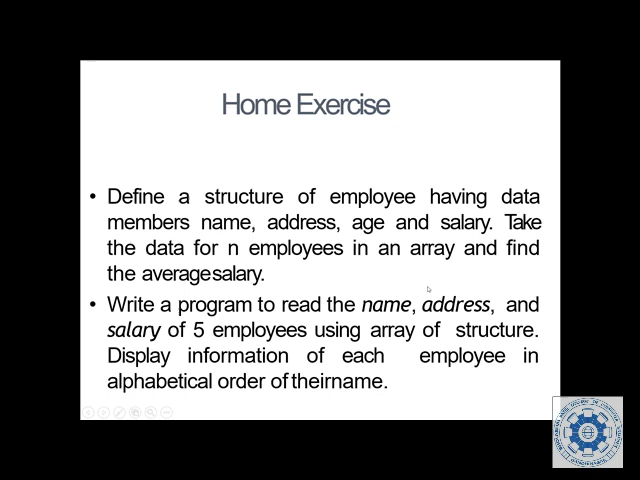 Home Exercise
• Define a structure of employee having data
members name, address, age and salary. Take
the data for n employees in an array and find
the average salary.
• Write a program to read the name, address, and
salary of 5 employees using array of structure.
Display information of each employee in
alphabetical order of theirname.